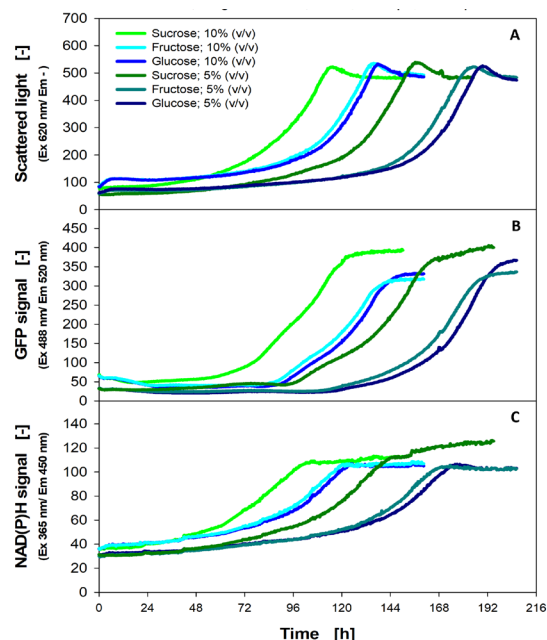 A
Scattered light [-]
(Ex 620 nm/ Em -)
700
600
500
400
300
200
100
0
Sucrose; 10% (v/v)
Fructose; 10% (v/v)
Glucose; 10% (v/v)
Sucrose; 5% (v/v)
Fructose; 5% (v/v)
Glucose; 5% (v/v)
B
GFP signal [-]
(Ex 488 nm/ Em 520 nm)
450
400
350
300
250
200
150
100
50
0
C
NAD(P)H signal [-]
(Ex 365 nm/ Em 450 nm)
140
120
100
80
60
40
20
0
0 24 48 72 96 120 144 168 192 216
Time [h]